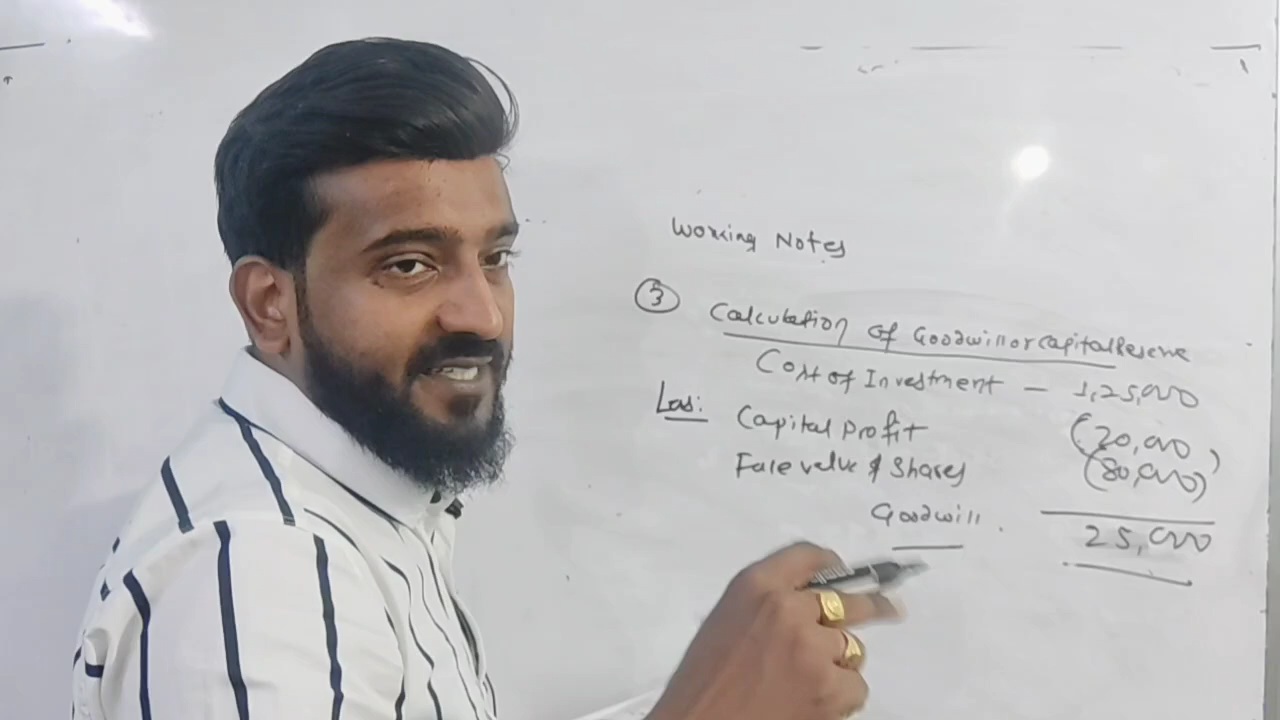 Working Notes
3 Calculation of Goodwill or Capital Reserve
Cost of Investment - 1,25,000
Less: Capital Profit (20,000)
Face value of Shares (80,000)
Goodwill. 25,000